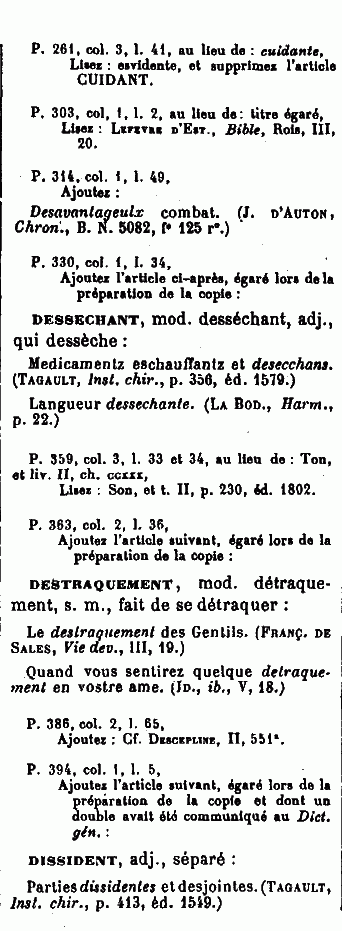 P. 261, col. 3, l. 41, au lieu de : cuidante,
Lisez : esvidente, et supprimez l'article
CUIDANT.
P. 303, col, 1, l. 2, au lieu de: titre égaré,
Lisez : LEFEVRE D'EST., Bible, Rois, III,
20.
P. 314, col. 1, l. 49,
Ajoutez :
Desavantageulx combat. (J. D'AUTON,
Chron., B. N. 5082, fº 125 rº.)
P. 330, col. 1, l. 34,
Ajoutez l'article ci-après, égaré lors de la
préparation de la copie :
DESSECHANT, mod. desséchant, adj.,
qui dessèche :
Medicamentz eschauffantz et desecchans.
(TAGAULT, Inst. chir., p. 356, éd. 1579.)
Langueur dessechante. (LA BOD., Harm.,
p. 22.)
P. 359, col. 3, l. 33 et 34, au lieu de : Ton,
et liv. II, ch. CCXXX,
Lisez : Son, et t. II, p. 230, éd. 1802.
P. 363, col. 2, l. 36,
Ajoutez l'article suivant, égaré lors de la
préparation de la copie :
DESTRAQUEMENT, mod. détraque-
ment, s. m., fait de se détraquer :
Le destraquement des Gentils. (FRANÇ. DE
SALES, Vie dev., III, 19.)
Quand vous sentirez quelque detraque-
ment en vostre ame. (ID., ib., V, 18.)
P. 386, col. 2, l. 65,
Ajoutez : Cf. DESCEPLINE, II, 551ª.
P. 394, col. 1, l. 5,
Ajoutez l'article suivant, égaré lors de la
préparation de la copie et dont un
double avait été communiqué au Dict.
gén. :
DISSIDENT, adj., séparé :
Parties dissidentes et desjointes. (TAGAULT,
Inst. chir., p. 413, éd. 1549.)